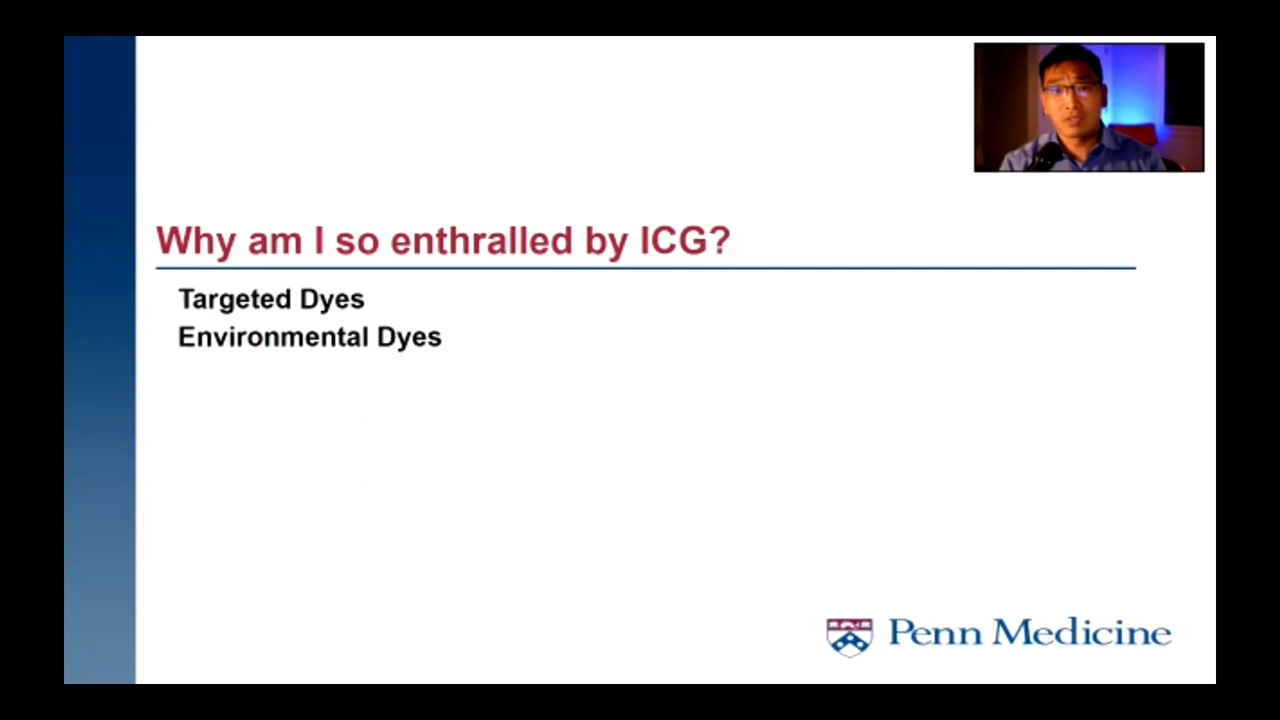 Why am I so enthralled by ICG?
Targeted Dyes
Environmental Dyes
Penn Medicine